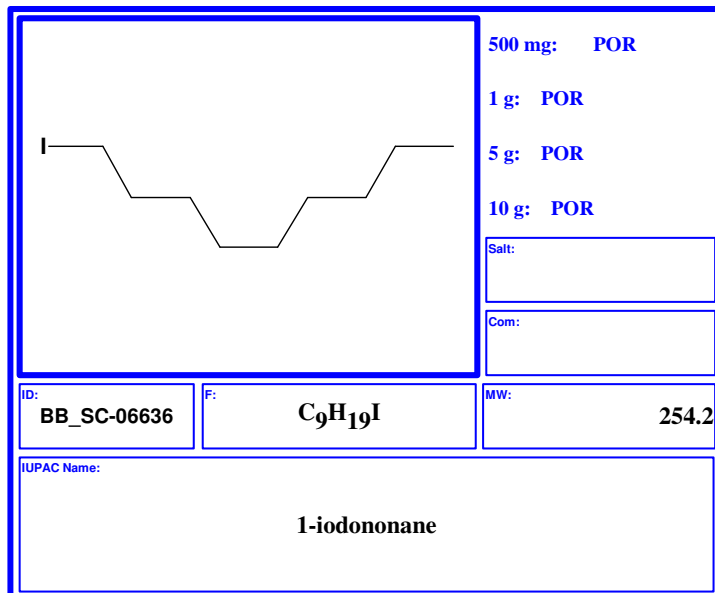 500 mg: POR
1 g: POR
I
5 g: POR
10 g: POR
Salt:
Com:
ID:
BB_SC-06636
F:
C9H19I
MW:
254.2
IUPAC Name:
1-iodononane